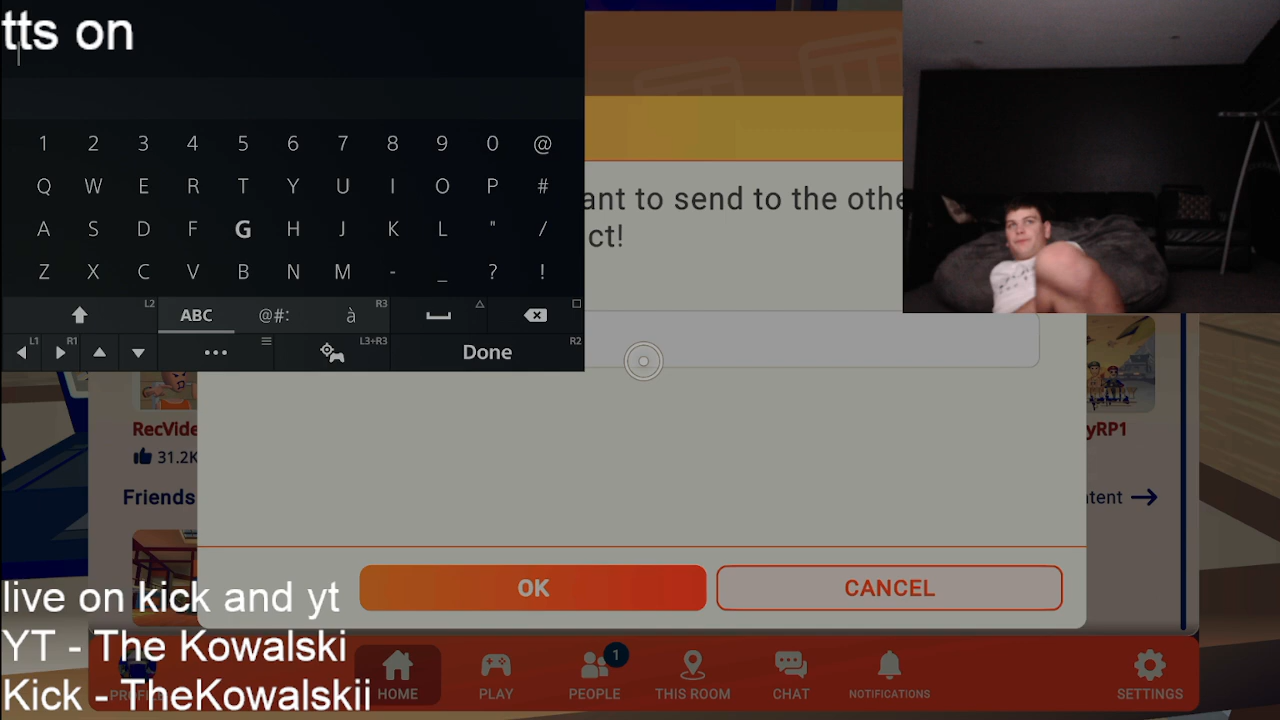 tts on
1 2 3 4 5 6 7 8 9 0 @
Q W E R T Y U I O P #
A S D F G H J K L " /
Z X C V B N M - _ ? !
L2 ABC @#: à R3
L1 R1 ... L3+R3 Done R2
ant to send to the othe
ct!
RecVide
31.2K
yRP1
Friends
tent
OK CANCEL
live on kick and yt
YT - The Kowalski
Kick - TheKowalskii
HOME PLAY PEOPLE 1 THIS ROOM CHAT NOTIFICATIONS SETTINGS